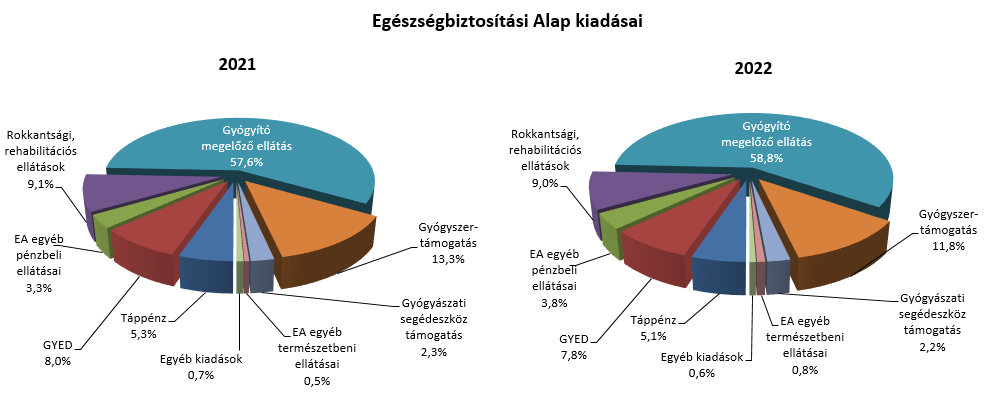 Egészségbiztosítási Alap kiadásai
2021
Gyógyító
megelőző ellátás
57,6%
Rokkantsági,
rehabilitációs
ellátások
9,1%
EA egyéb
pénzbeli
ellátásai
3,3%
GYED
8,0%
Táppénz
5,3%
Egyéb kiadások
0,7%
EA egyéb
természetbeni
ellátásai
0,5%
Gyógyászati
segédeszköz
támogatás
2,3%
Gyógyszer-
támogatás
13,3%
2022
Gyógyító
megelőző ellátás
58,8%
Rokkantsági,
rehabilitációs
ellátások
9,0%
EA egyéb
pénzbeli
ellátásai
3,8%
GYED
7,8%
Táppénz
5,1%
Egyéb kiadások
0,6%
EA egyéb
természetbeni
ellátásai
0,8%
Gyógyászati
segédeszköz
támogatás
2,2%
Gyógyszer-
támogatás
11,8%